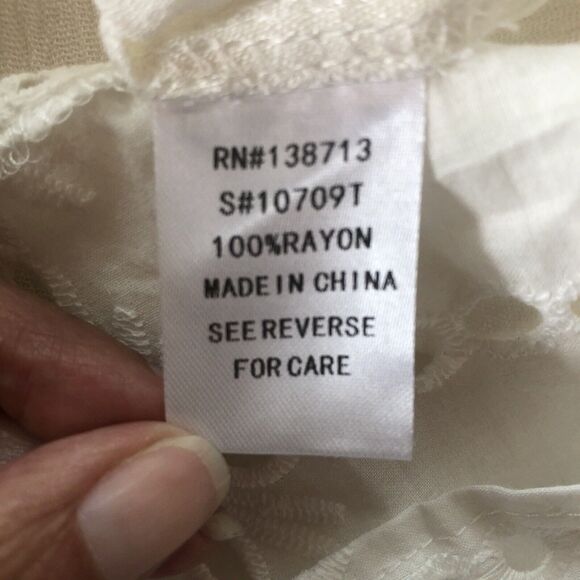 RN#138713
S#10709T
100%RAYON
MADE IN CHINA
SEE REVERSE
FOR CARE